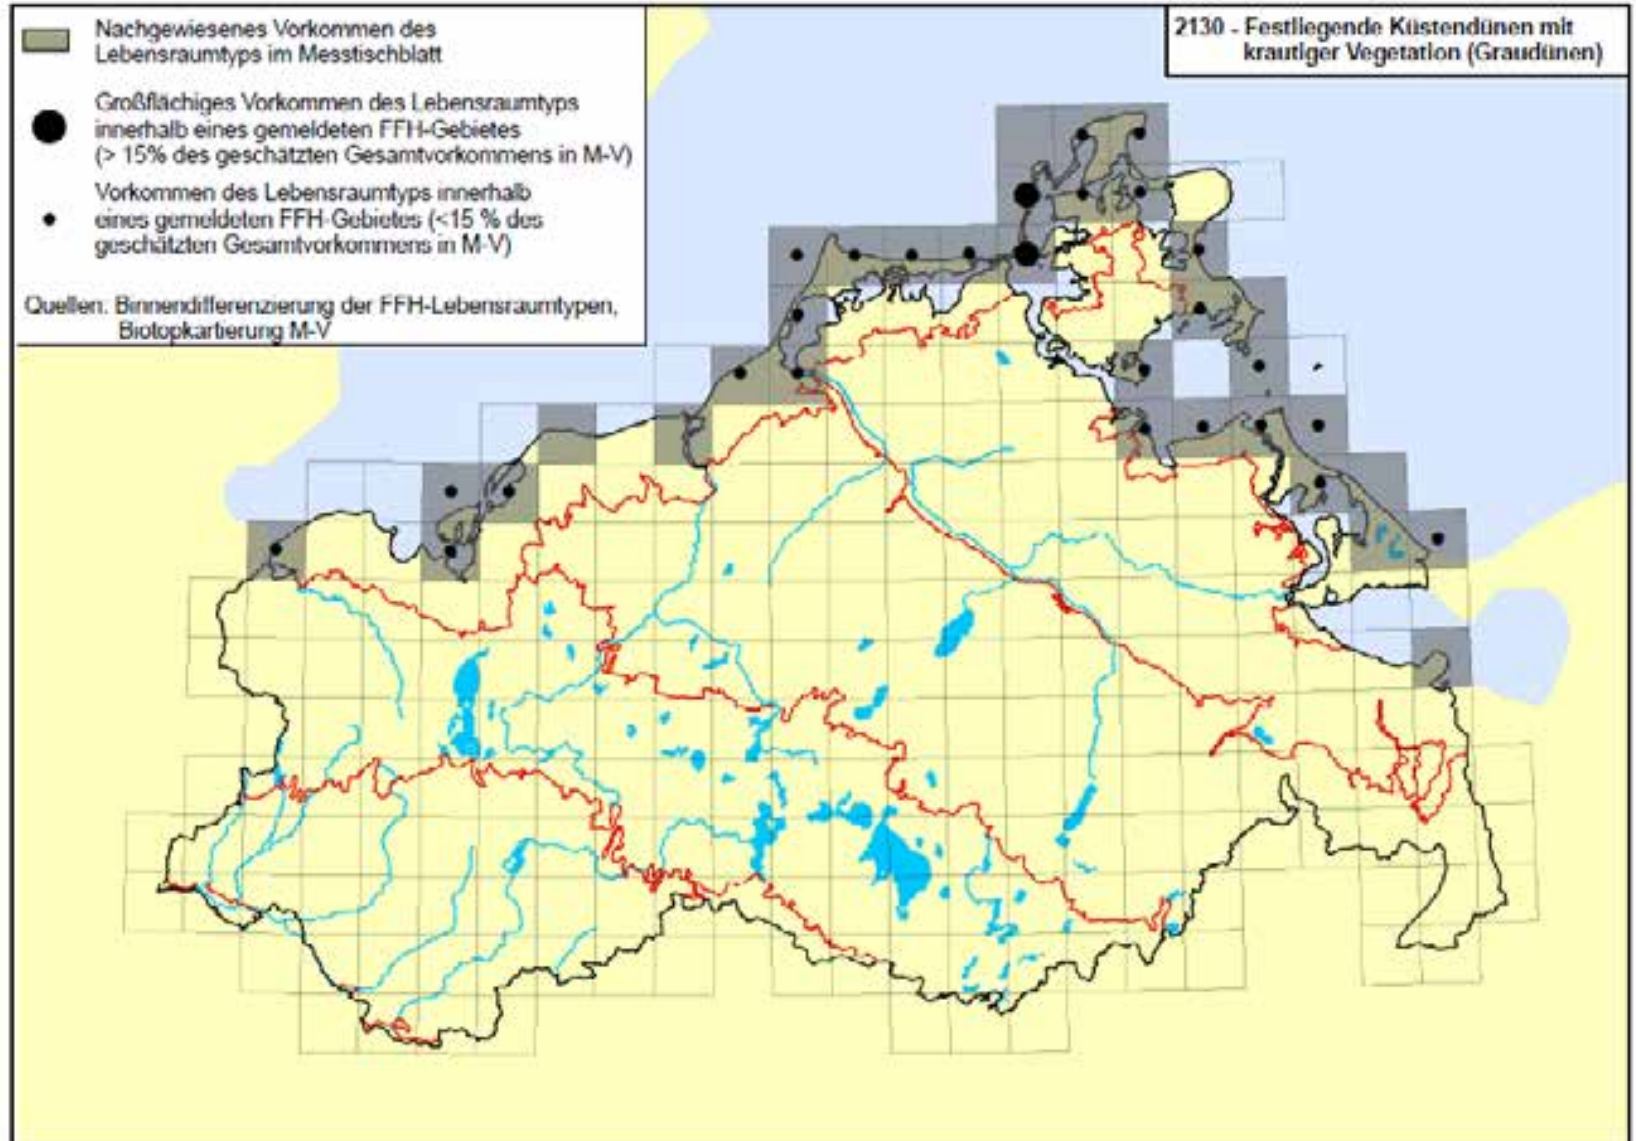 Nachgewiesenes Vorkommen des
Lebensraumtyps im Messtischblatt
Großflächiges Vorkommen des Lebensraumtyps
innerhalb eines gemeldeten FFH-Gebietes
(> 15% des geschätzten Gesamtvorkommens in M-V)
Vorkommen des Lebensraumtyps innerhalb
eines gemeldeten FFH-Gebietes (<15 % des
geschätzten Gesamtvorkommens in M-V)
Quellen: Binnendifferenzierung der FFH-Lebensraumtypen,
Biotopkartierung M-V
2130 - Festliegende Küstendünen mit
krautiger Vegetation (Graudünen)